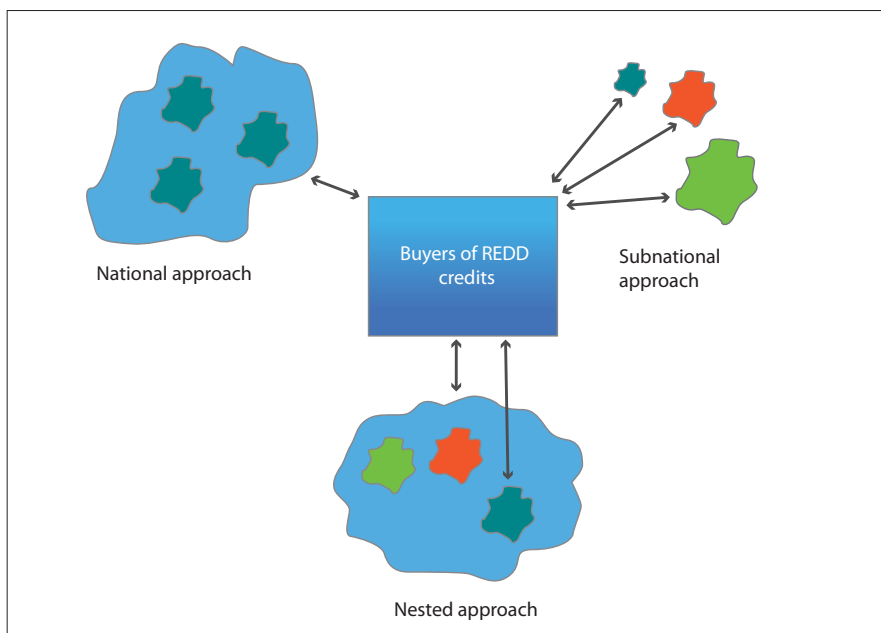 National approach
Buyers of REDD
credits
Subnational
approach
Nested approach